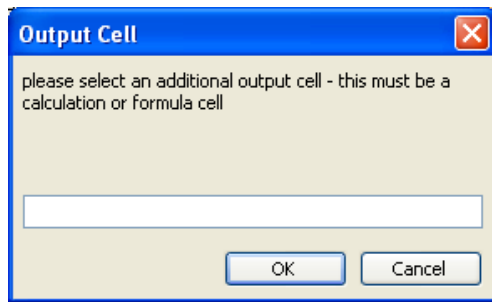 Output Cell
please select an additional output cell - this must be a
calculation or formula cell
OK
Cancel